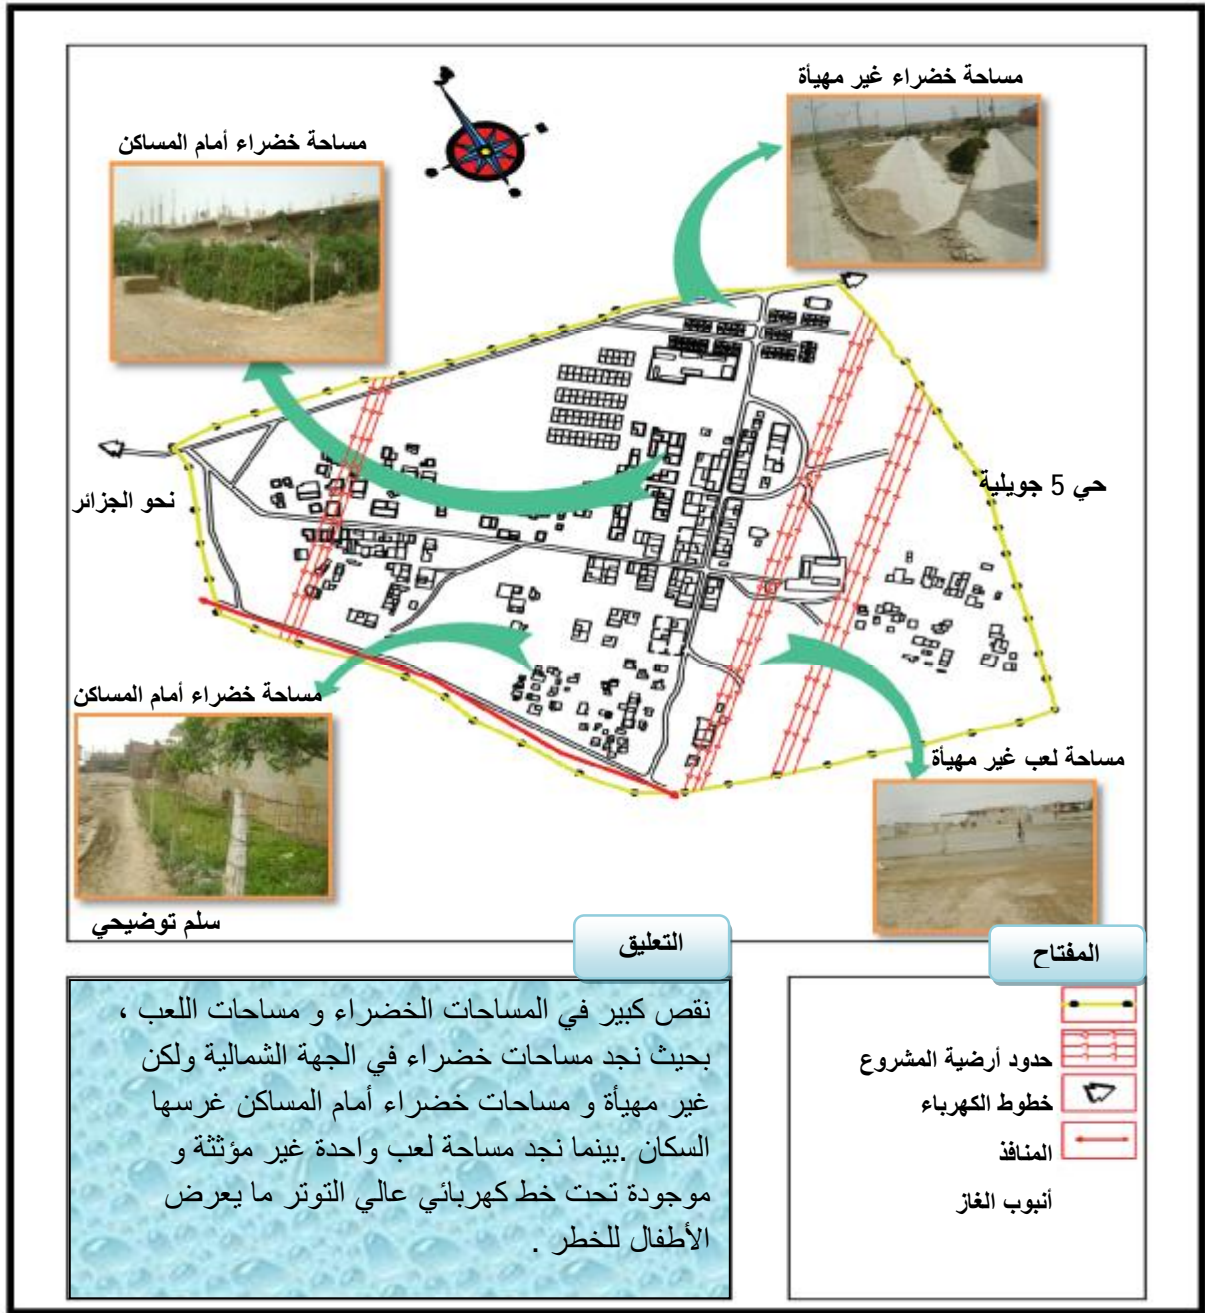 مساحة خضراء غير مهيأة
مساحة خضراء أمام المساكن
حي 5 جويلية
نحو الجزائر
مساحة خضراء أمام المساكن
مساحة لعب غير مهيأة
سلم توضيحي
المفتاح
حدود أرضية المشروع
خطوط الكهرباء
المنافذ
أنبوب الغاز
التعليق
نقص كبير في المساحات الخضراء و مساحات اللعب ،
بحيث نجد مساحات خضراء في الجهة الشمالية ولكن
غير مهيأة و مساحات خضراء أمام المساكن غرسها
السكان .بينما نجد مساحة لعب واحدة غير مؤثثة و
موجودة تحت خط كهربائي عالي التوتر ما يعرض
الأطفال للخطر .